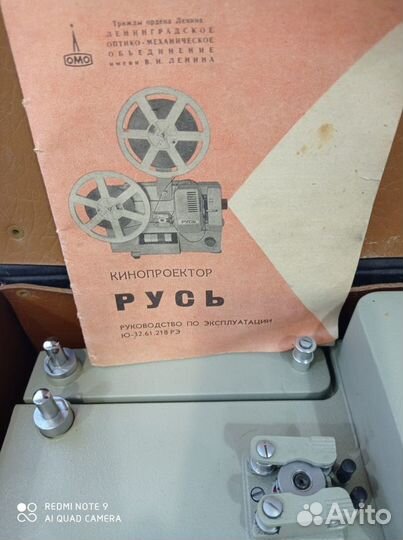 Трижды ордена Ленина
ЛЕНИНГРАДСКОЕ
ОПТИКО-МЕХАНИЧЕСКОЕ
ОБЪЕДИНЕНИЕ
имени В. И. ЛЕНИНА
ЛОМО
РУСЬ
КИНОПРОЕКТОР
РУСЬ
РУКОВОДСТВО ПО ЭКСПЛУАТАЦИИ
Ю-32.61.218 РЭ
REDMI NOTE 9
AI QUAD CAMERA
Avito